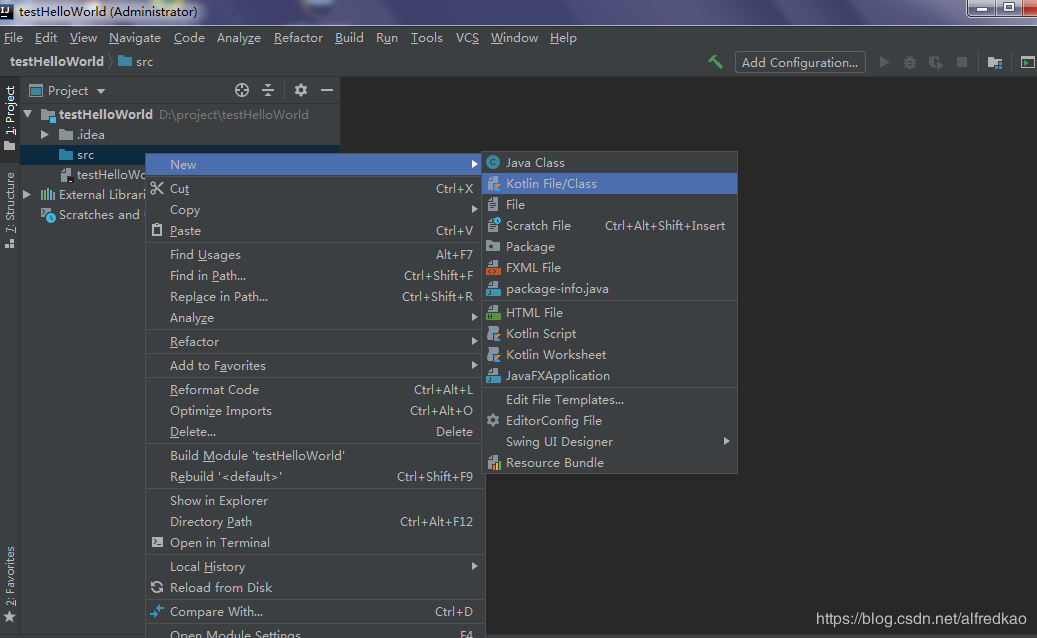 IJ testHelloWorld (Administrator)
File Edit View Navigate Code Analyze Refactor Build Run Tools VCS Window Help
testHelloWorld src Add Configuration...
1: Project
7: Structure
2: Favorites
Project
testHelloWorld D:\project\testHelloWorld
.idea
src
testHelloWo
External Librari
Scratches and
New
Cut Ctrl+X
Copy
Paste Ctrl+V
Find Usages Alt+F7
Find in Path... Ctrl+Shift+F
Replace in Path... Ctrl+Shift+R
Analyze
Refactor
Add to Favorites
Reformat Code Ctrl+Alt+L
Optimize Imports Ctrl+Alt+O
Delete... Delete
Build Module 'testHelloWorld'
Rebuild '<default>' Ctrl+Shift+F9
Show in Explorer
Directory Path Ctrl+Alt+F12
Open in Terminal
Local History
Reload from Disk
Compare With... Ctrl+D
Open Module Settings F4
Java Class
Kotlin File/Class
File
Scratch File Ctrl+Alt+Shift+Insert
Package
FXML File
package-info.java
HTML File
Kotlin Script
Kotlin Worksheet
JavaFXApplication
Edit File Templates...
EditorConfig File
Swing UI Designer
Resource Bundle
https://blog.csdn.net/alfredkao